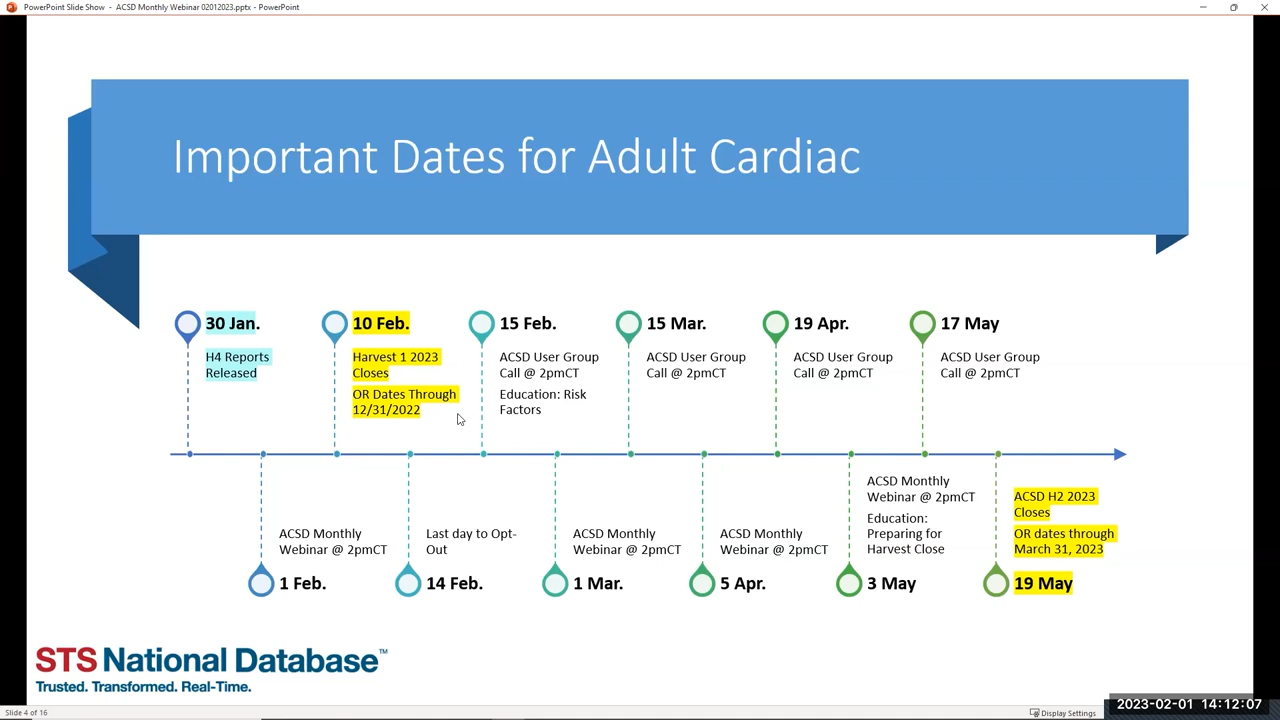 PowerPoint Slide Show - ACSD Monthly Webinar 02012023.pptx - PowerPoint
Important Dates for Adult Cardiac
30 Jan.
H4 Reports
Released
10 Feb.
Harvest 1 2023
Closes
OR Dates Through
12/31/2022
15 Feb.
ACSD User Group
Call @ 2pmCT
Education: Risk
Factors
15 Mar.
ACSD User Group
Call @ 2pmCT
19 Apr.
ACSD User Group
Call @ 2pmCT
17 May
ACSD User Group
Call @ 2pmCT
ACSD Monthly
Webinar @ 2pmCT
1 Feb.
Last day to Opt-
Out
14 Feb.
ACSD Monthly
Webinar @ 2pmCT
1 Mar.
ACSD Monthly
Webinar @ 2pmCT
5 Apr.
ACSD Monthly
Webinar @ 2pmCT
Education:
Preparing for
Harvest Close
3 May
ACSD H2 2023
Closes
OR dates through
March 31, 2023
19 May
STS National Database™
Trusted. Transformed. Real-Time.
Slide 4 of 16
Display Settings
2023-02-01 14:12:07